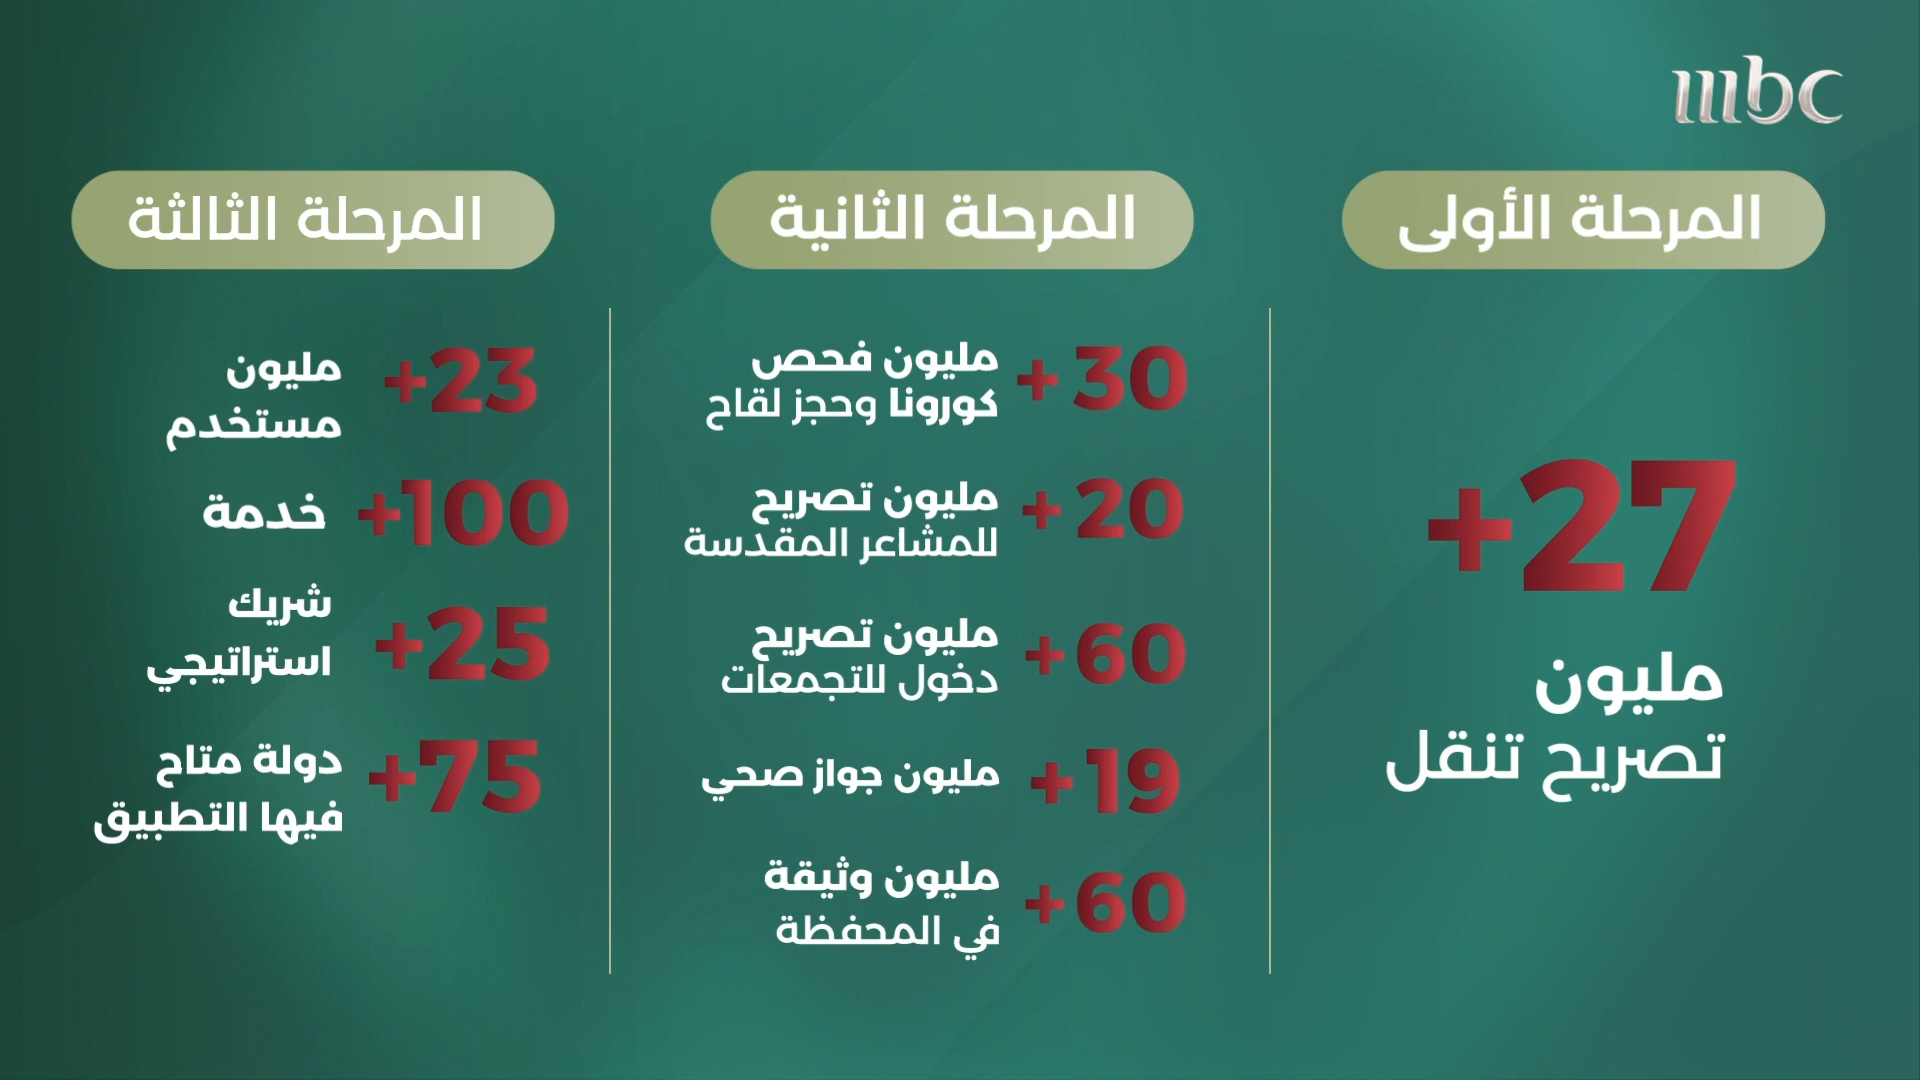 mbc
المرحلة الأولى
+27
مليون
تصريح تنقل
المرحلة الثانية
+30
مليون فحص
كورونا وحجز لقاح
+20
مليون تصريح
للمشاعر المقدسة
+60
مليون تصريح
دخول للتجمعات
+19
مليون جواز صحي
+60
مليون وثيقة
في المحفظة
المرحلة الثالثة
+23
مليون
مستخدم
+100
خدمة
+25
شريك
استراتيجي
+75
دولة متاح
فيها التطبيق